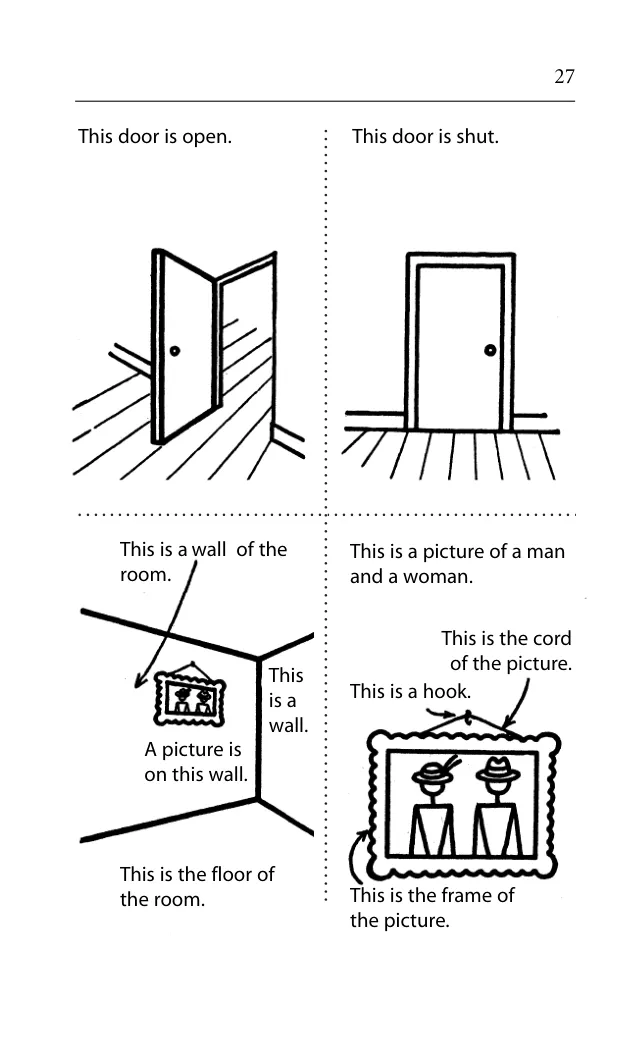 27
This door is open.
This door is shut.
This is a wall of the
room.
This
is a
wall.
A picture is
on this wall.
This is the floor of
the room.
This is a picture of a man
and a woman.
This is the cord
of the picture.
This is a hook.
This is the frame of
the picture.